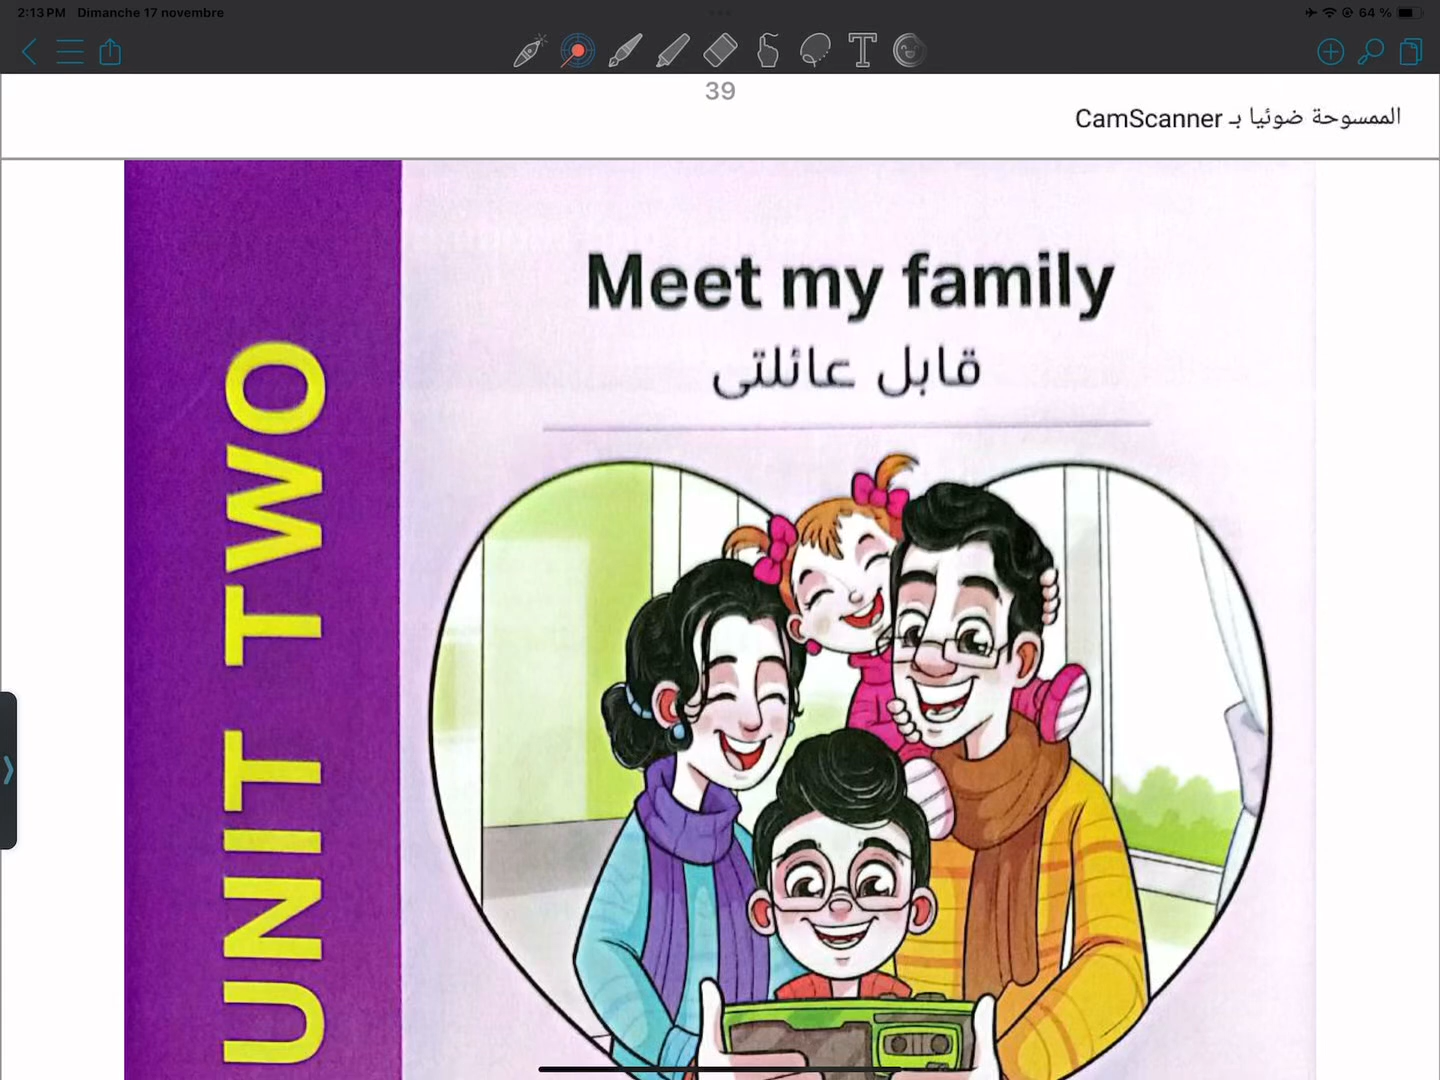 2:13 PM Dimanche 17 novembre
64 %
39
الممسوحة ضوئيا بـ CamScanner
UNIT TWO
Meet my family
قابل عائلتى